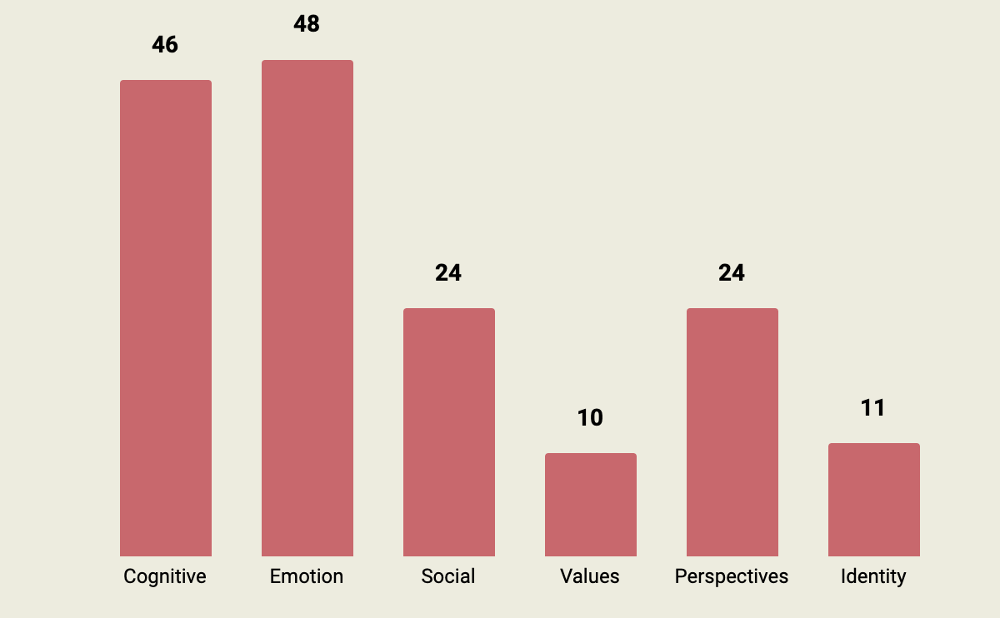 46
48
24
10
24
11
Cognitive
Emotion
Social
Values
Perspectives
Identity